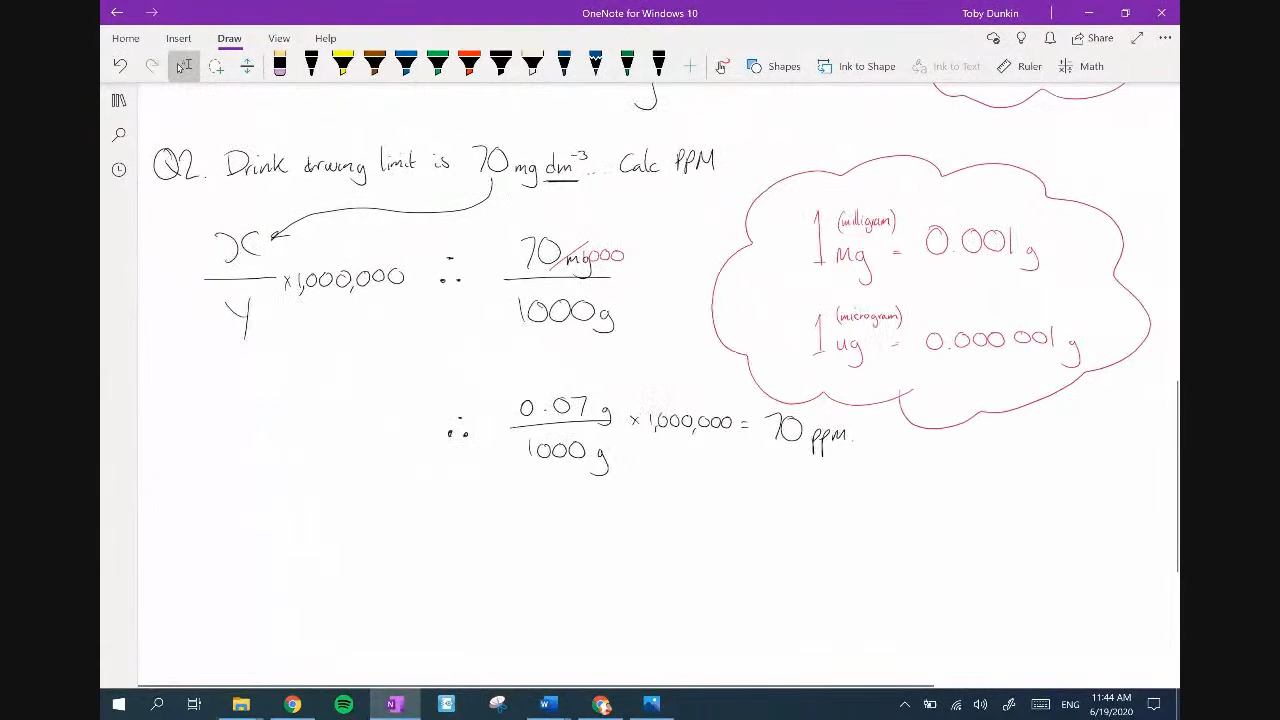 OneNote for Windows 10
Toby Dunkin
Home Insert Draw View Help
Share
Shapes Ink to Shape Ink to Text Ruler Math
Q2. Drink driving limit is 70 mg dm⁻³... Calc PPM
x
y
×1,000,000
∴
70 mg 000
1000g
1 (milligram) mg = 0.001 g
1 (microgram) ug = 0.000 001 g
∴
0.07 g
1000 g
× 1,000,000 = 70 ppm.
ENG
11:44 AM
6/19/2020